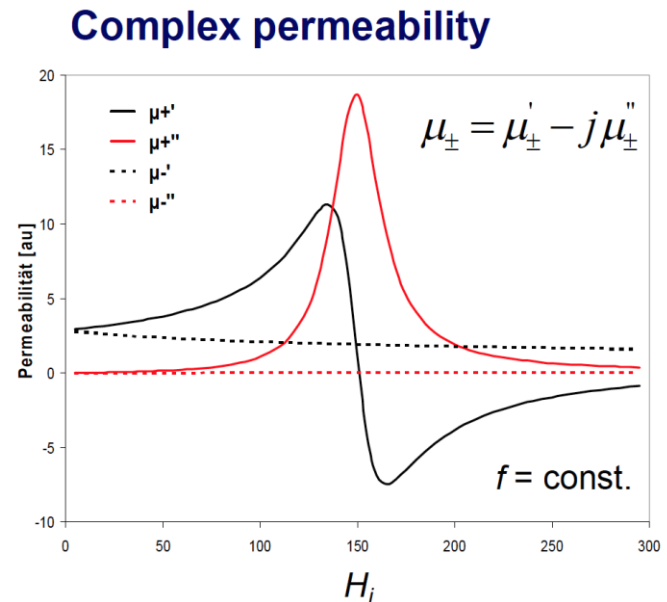 Complex permeability
20
15
10
5
0
-5
-10
Permeabilität [au]
μ+'
μ+"
μ-'
μ-"
μ± = μ±' - jμ±"
f = const.
0 50 100 150 200 250 300
Hi